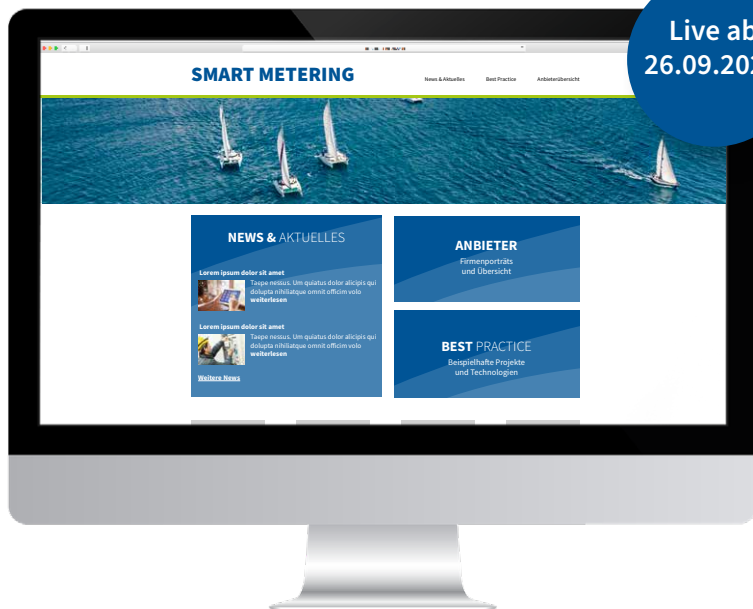 Live ab
SMART METERING
News & Aktuelles
Best Practice
Anbieterübersicht
NEWS & AKTUELLES
Lorem ipsum dolor sit amet
Taepe nessus. Um quiatus dolor alicipis qui
dolupta nihiliatque omnit officim volo
weiterlesen
Lorem ipsum dolor sit amet
Taepe nessus. Um quiatus dolor alicipis qui
dolupta nihiliatque omnit officim volo
weiterlesen
Weitere News
ANBIETER
Firmenporträts
und Übersicht
BEST PRACTICE
Beispielhafte Projekte
und Technologien